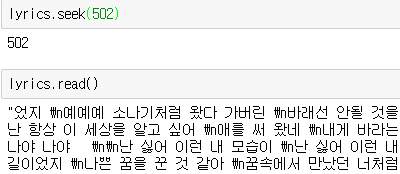 lyrics.seek(502)
502
lyrics.read()
"었지 ₩n예예예 소나기처럼 왔다 가버린 ₩n바래선 안될 것을
난 항상 이 세상을 알고 싶어 ₩n애를 써 왔네 ₩n내게 바라는
나야 나야   ₩n₩n난 싫어 이런 내 모습이 ₩n난 싫어 이런 내
길이었지 ₩n나쁜 꿈을 꾼 것 같아 ₩n꿈속에서 만났던 너처럼